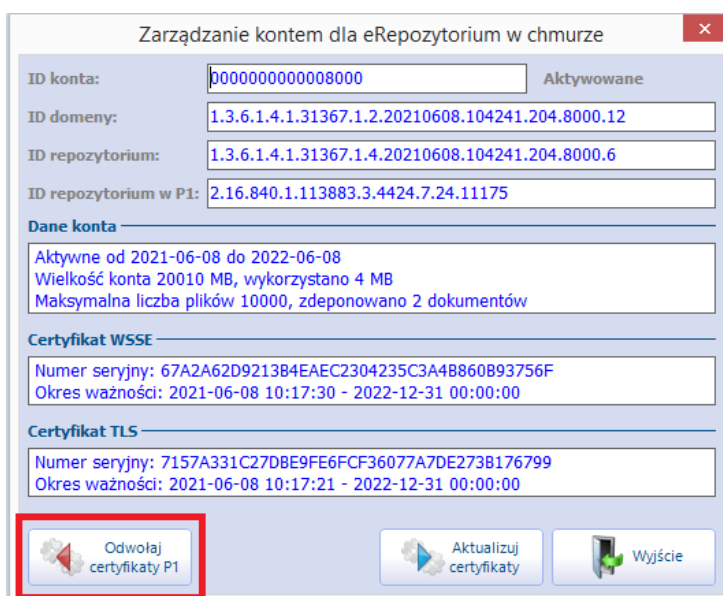 Zarządzanie kontem dla eRepozytorium w chmurze
ID konta: 0000000000008000 Aktywowane
ID domeny: 1.3.6.1.4.1.31367.1.2.20210608.104241.204.8000.12
ID repozytorium: 1.3.6.1.4.1.31367.1.4.20210608.104241.204.8000.6
ID repozytorium w P1: 2.16.840.1.113883.3.4424.7.24.11175
Dane konta
Aktywne od 2021-06-08 do 2022-06-08
Wielkość konta 20010 MB, wykorzystano 4 MB
Maksymalna liczba plików 10000, zdeponowano 2 dokumentów
Certyfikat WSSE
Numer seryjny: 67A2A62D9213B4EAEC2304235C3A4B860B93756F
Okres ważności: 2021-06-08 10:17:30 - 2022-12-31 00:00:00
Certyfikat TLS
Numer seryjny: 7157A331C27DBE9FE6FCF36077A7DE273B176799
Okres ważności: 2021-06-08 10:17:21 - 2022-12-31 00:00:00
Odwołaj
certyfikaty P1
Aktualizuj
certyfikaty
Wyjście